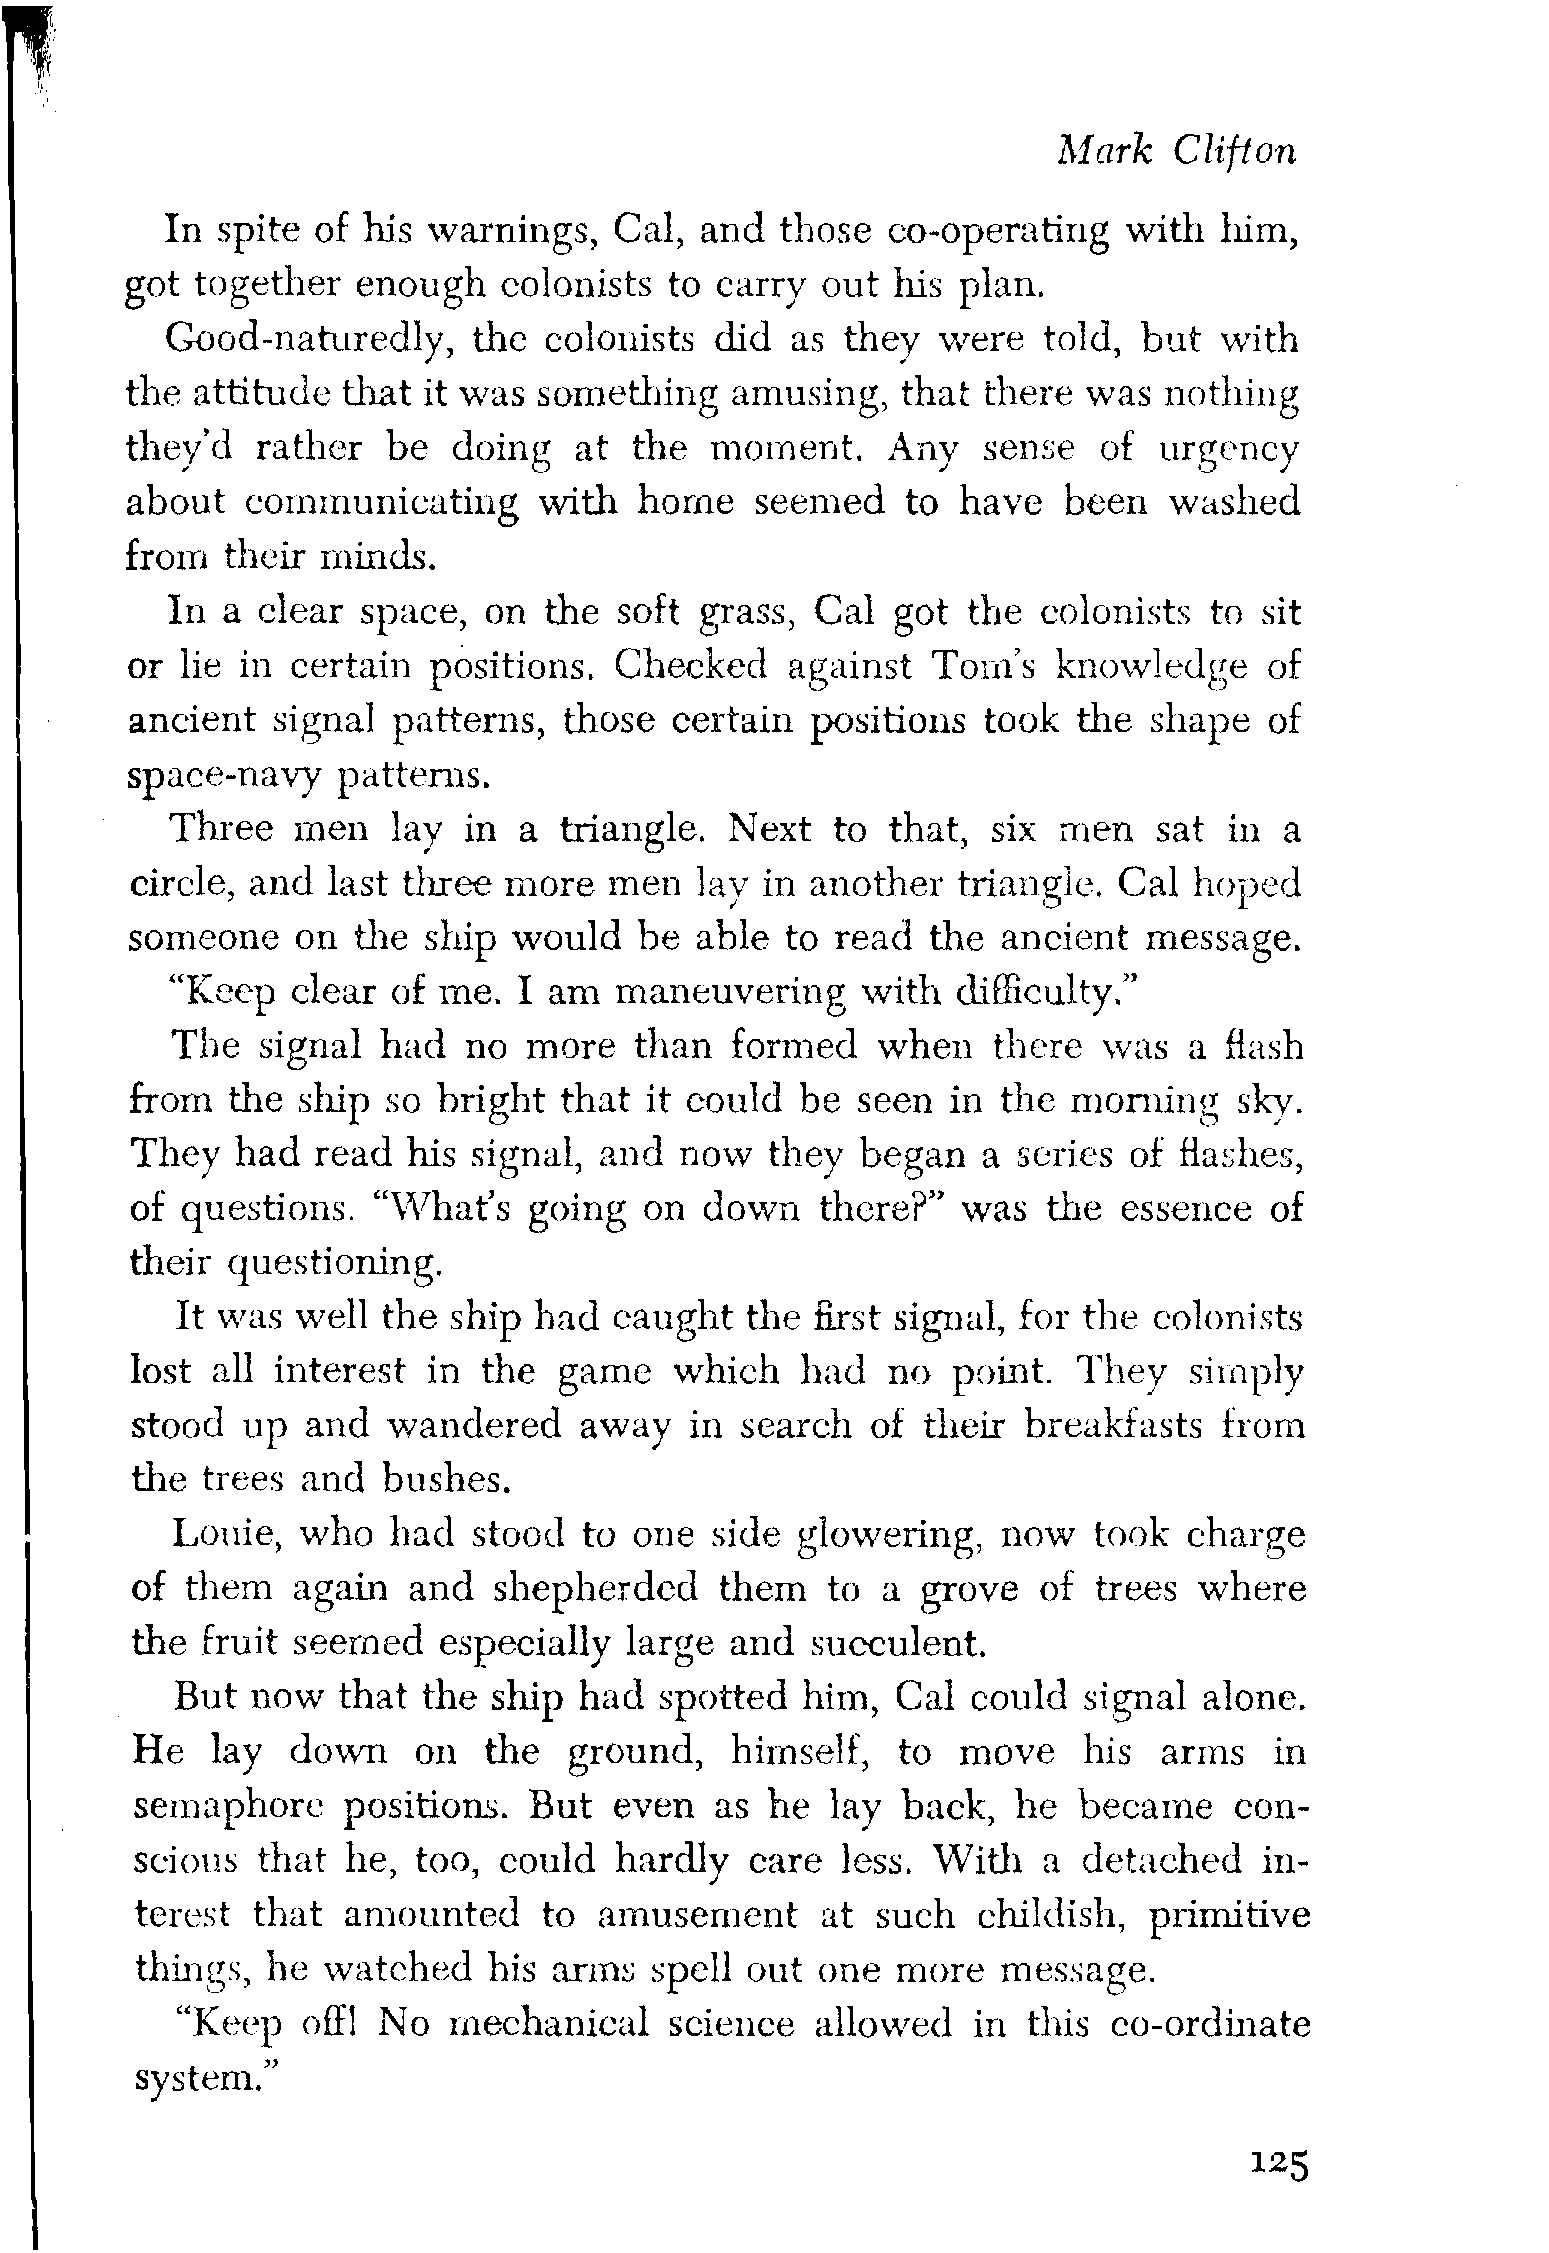 Mark Clifton
In spite of his warnings, Cal, and those co-operating with him,
got together enough colonists to carry out his plan.
Good-naturedly, the colonists did as they were told, but with
the attitude that it was something amusing, that there was nothing
they'd rather be doing at the moment. Any sense of urgency
about communicating with home seemed to have been washed
from their minds.
In a clear space, on the soft grass, Cal got the colonists to sit
or lie in certain positions. Checked against Tom's knowledge of
ancient signal patterns, those certain positions took the shape of
space-navy patterns.
Three men lay in a triangle. Next to that, six men sat in a
circle, and last three more men lay in another triangle. Cal hoped
someone on the ship would be able to read the ancient message.
“Keep clear of me. I am maneuvering with difficulty.”
The signal had no more than formed when there was a flash
from the ship so bright that it could be seen in the morning sky.
They had read his signal, and now they began a series of flashes,
of questions. “What's going on down there?” was the essence of
their questioning.
It was well the ship had caught the first signal, for the colonists
lost all interest in the game which had no point. They simply
stood up and wandered away in search of their breakfasts from
the trees and bushes.
Louie, who had stood to one side glowering, now took charge
of them again and shepherded them to a grove of trees where
the fruit seemed especially large and succulent.
But now that the ship had spotted him, Cal could signal alone.
He lay down on the ground, himself, to move his arms in
semaphore positions. But even as he lay back, he became con-
scious that he, too, could hardly care less. With a detached in-
terest that amounted to amusement at such childish, primitive
things, he watched his arms spell out one more message.
“Keep off! No mechanical science allowed in this co-ordinate
system.”
125